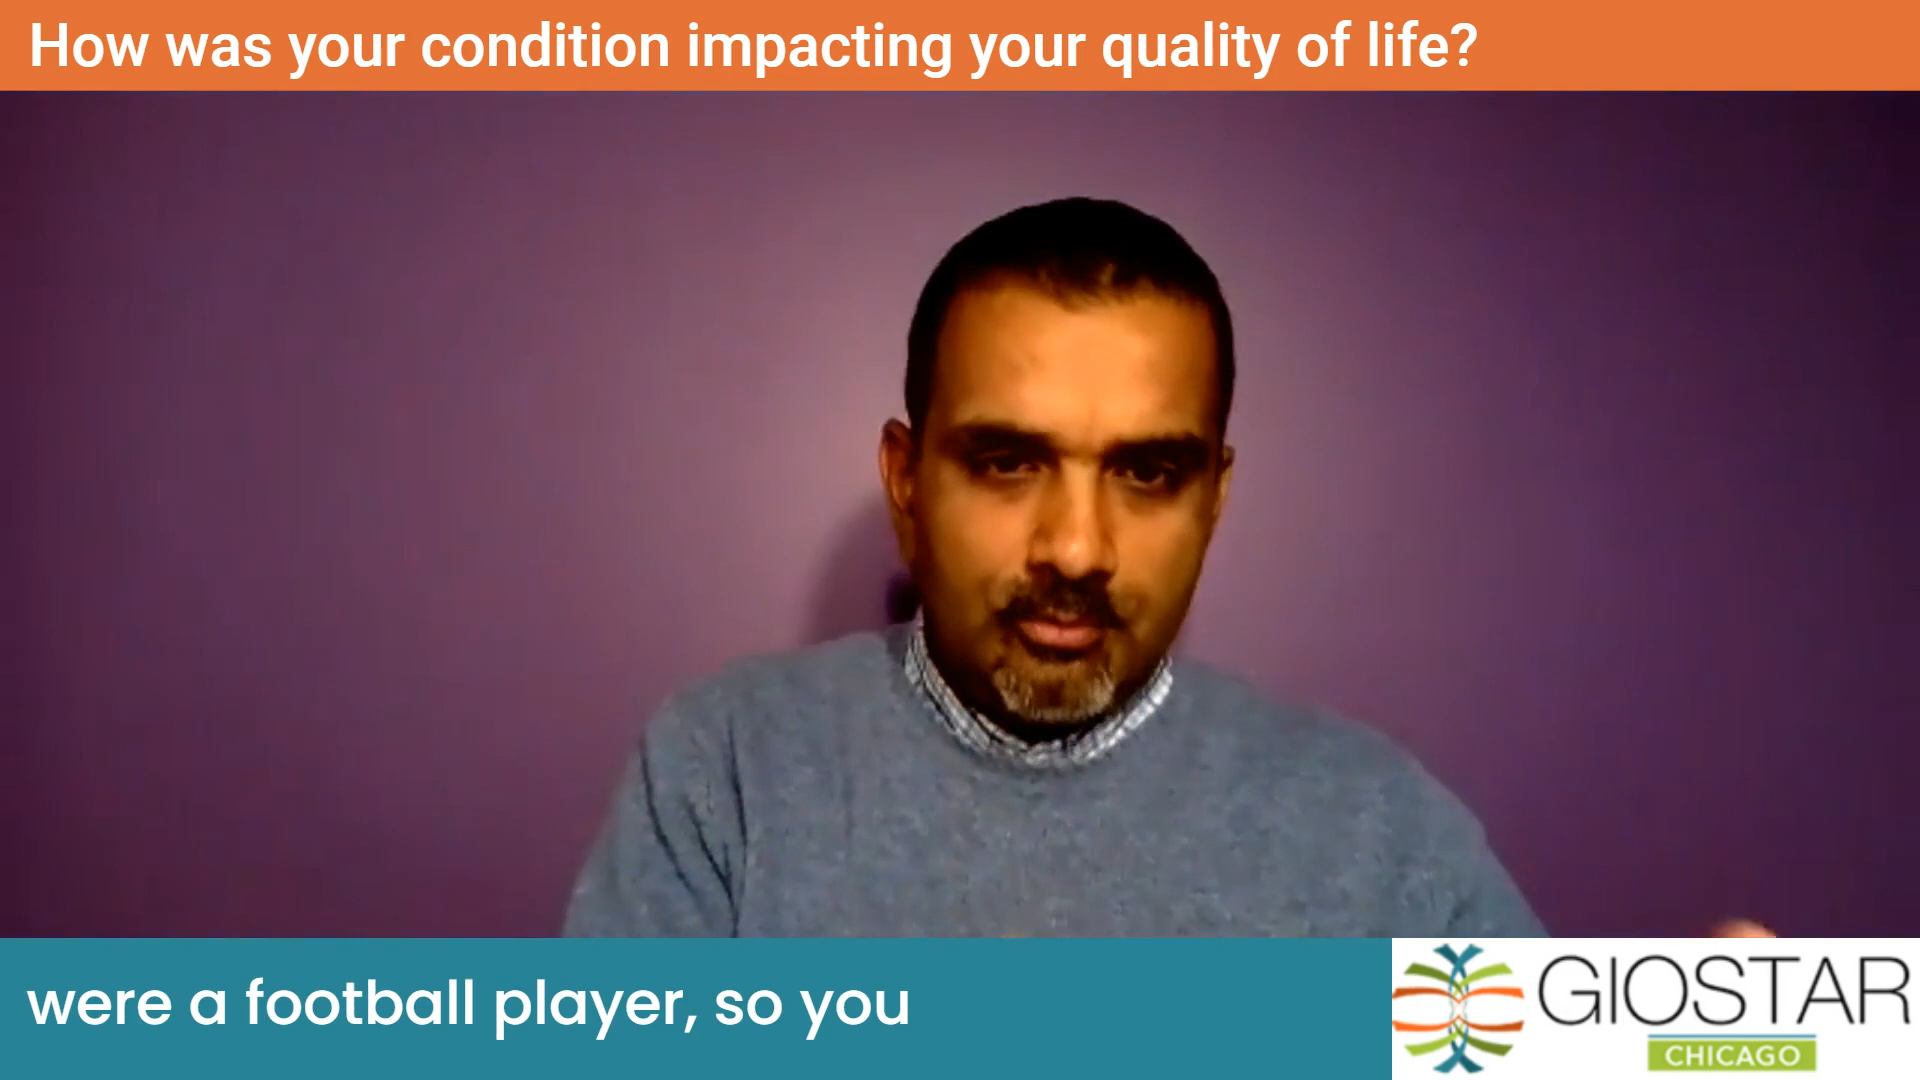 How was your condition impacting your quality of life?
were a football player, so you
GIOSTAR
CHICAGO